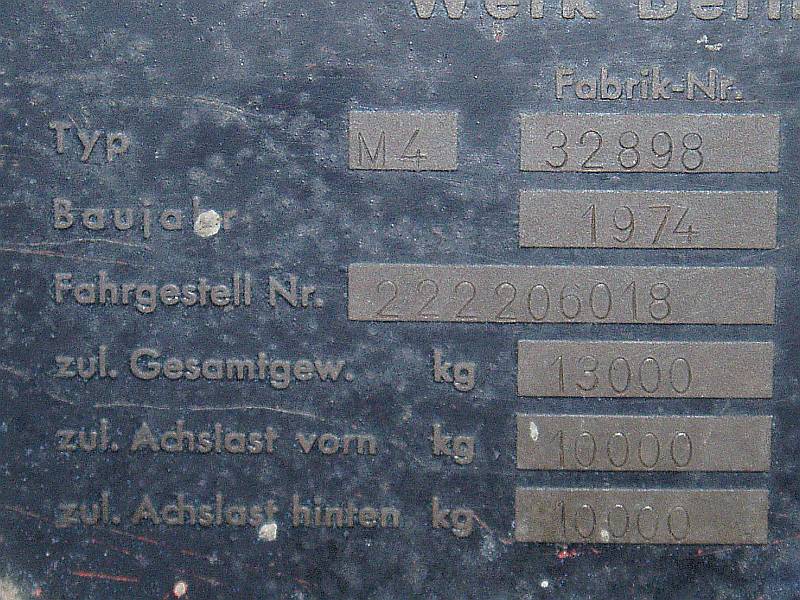 Werk Berlin
Fabrik-Nr.
Typ M4 32898
Baujahr 1974
Fahrgestell Nr. 222206018
zul. Gesamtgew. kg 13000
zul. Achslast vorn kg 10000
zul. Achslast hinten kg 10000